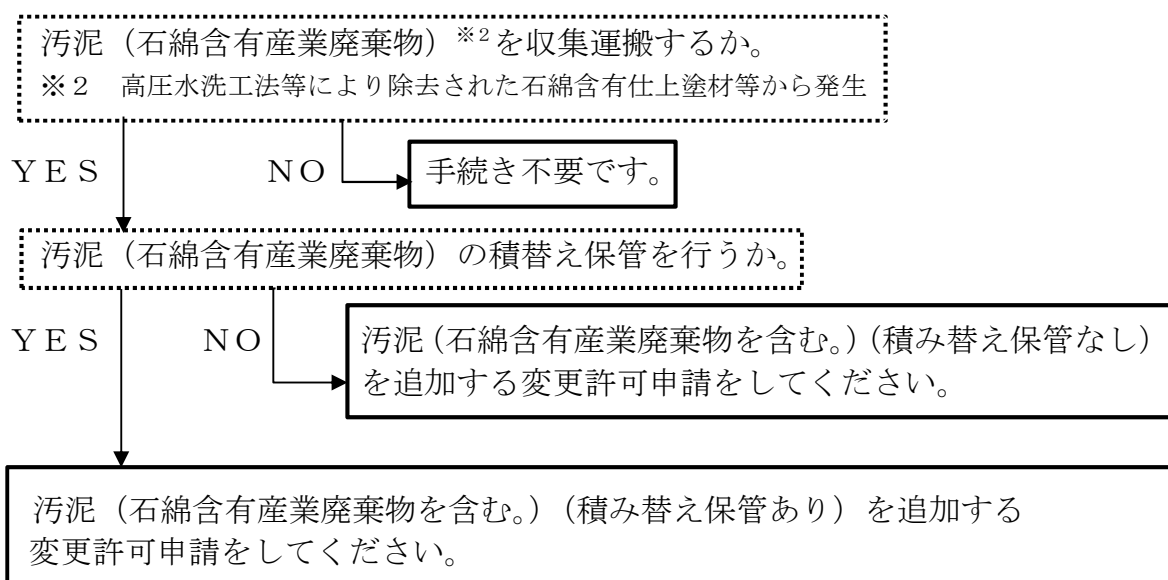 汚泥（石綿含有産業廃棄物）※２を収集運搬するか。
※２　高圧水洗工法等により除去された石綿含有仕上塗材等から発生
ＹＥＳ
ＮＯ
手続き不要です。
汚泥（石綿含有産業廃棄物）の積替え保管を行うか。
ＹＥＳ
ＮＯ
汚泥（石綿含有産業廃棄物を含む。）（積み替え保管なし）
を追加する変更許可申請をしてください。
汚泥（石綿含有産業廃棄物を含む。）（積み替え保管あり）を追加する
変更許可申請をしてください。